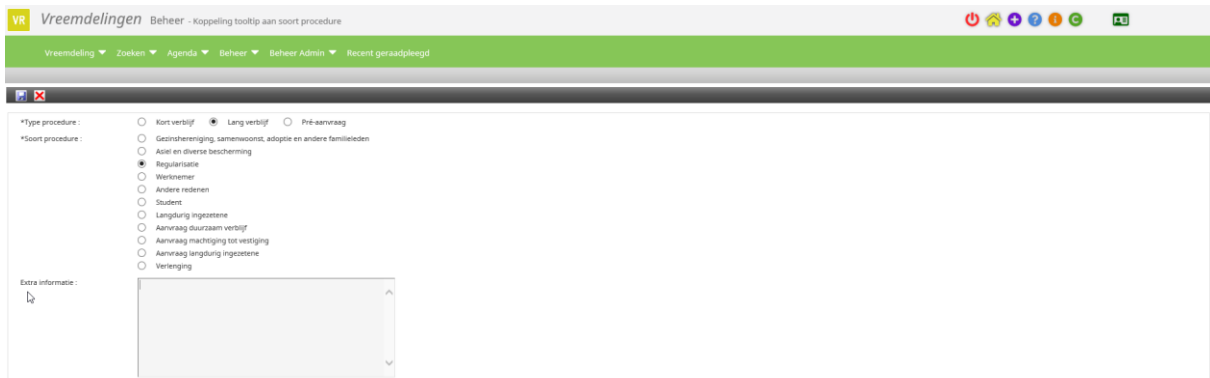 VR Vreemdelingen Beheer - Koppeling tooltip aan soort procedure
Vreemdeling Zoeken Agenda Beheer Beheer Admin Recent geraadpleegd
*Type procedure : Kort verblijf Lang verblijf Pré-aanvraag
*Soort procedure : Gezinshereniging, samenwoonst, adoptie en andere familieleden
Asiel en diverse bescherming
Regularisatie
Werknemer
Andere redenen
Student
Langdurig ingezetene
Aanvraag duurzaam verblijf
Aanvraag machtiging tot vestiging
Aanvraag langdurig ingezetene
Verlenging
Extra informatie :